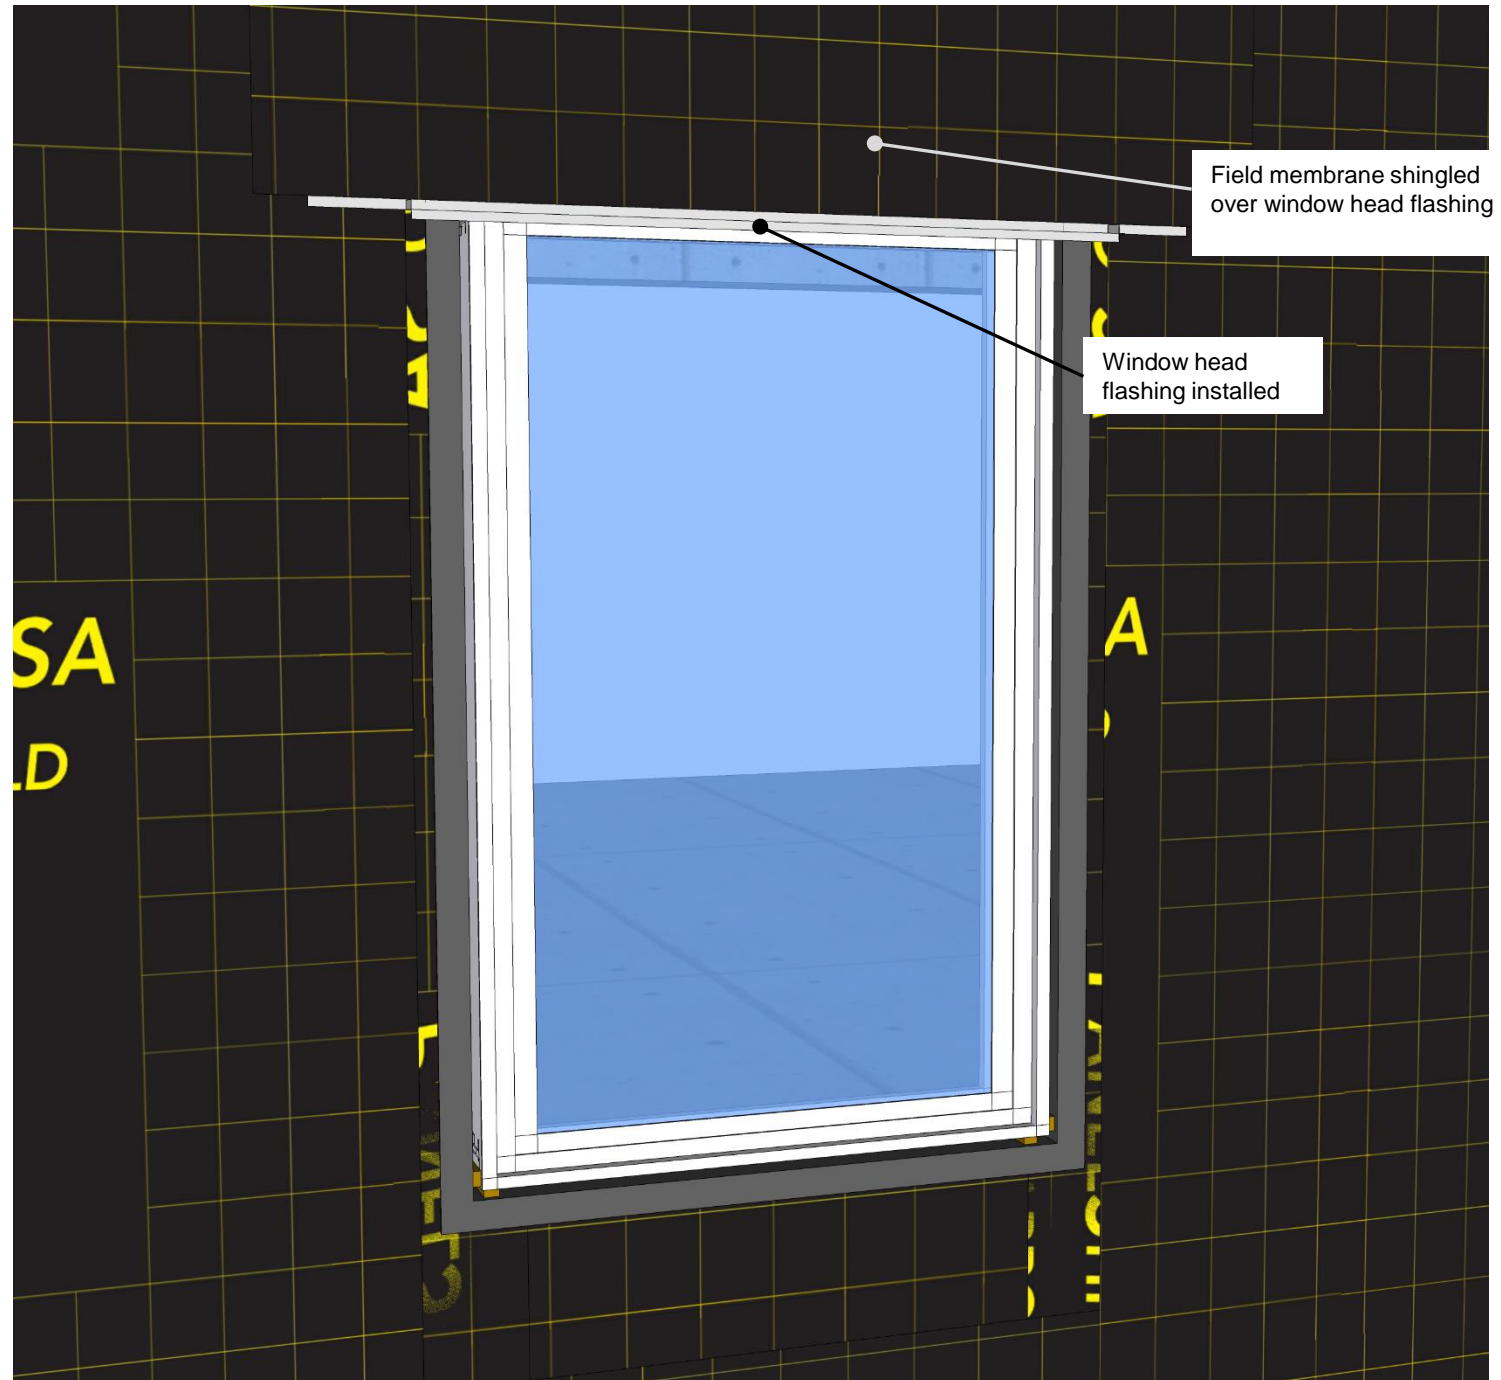 Field membrane shingled
over window head flashing
Window head
flashing installed
SA
A
LD